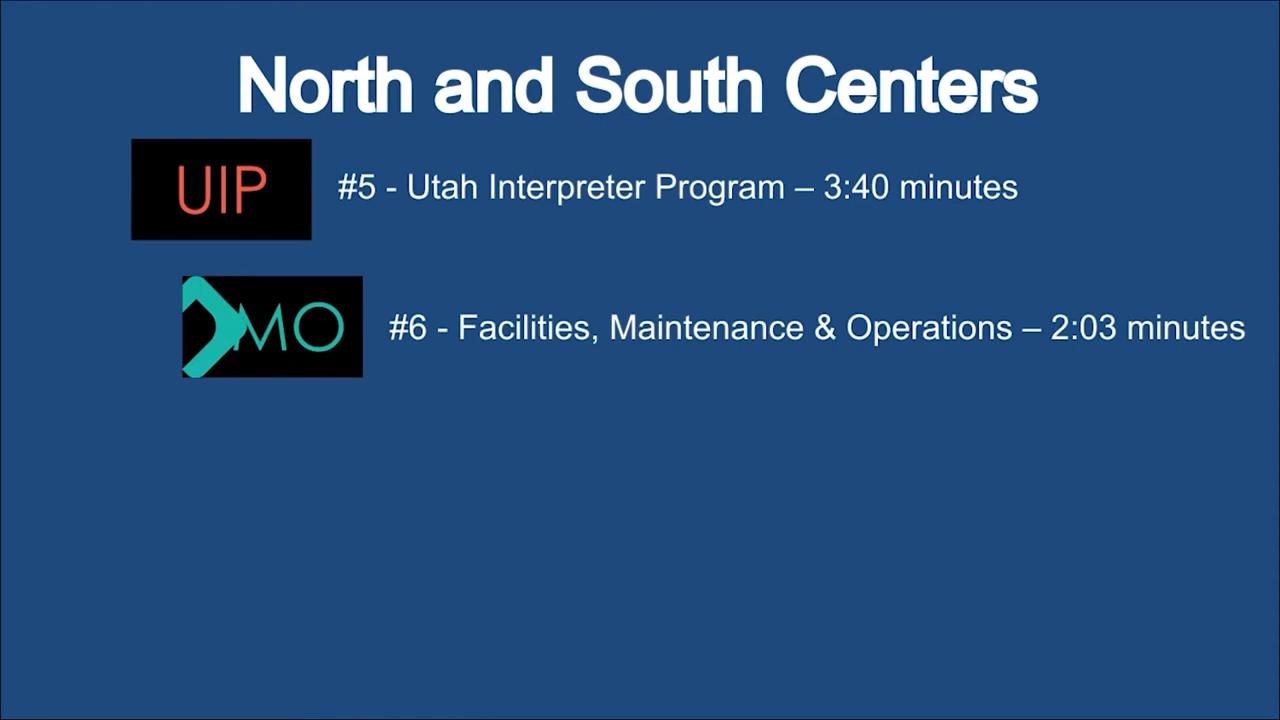 North and South Centers
UIP
#5 - Utah Interpreter Program – 3:40 minutes
MO
#6 - Facilities, Maintenance & Operations – 2:03 minutes